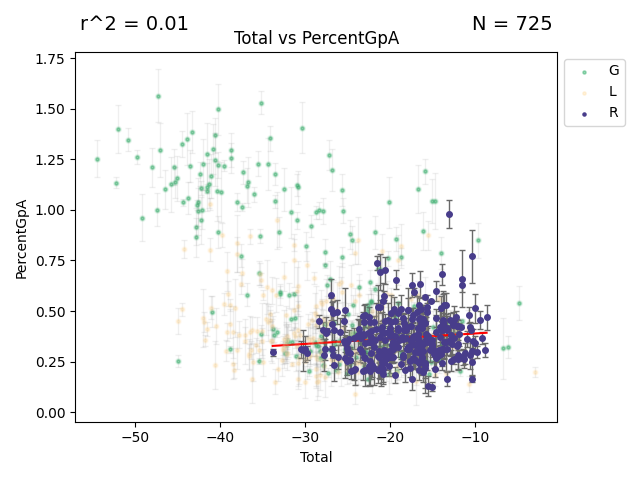 r^2 = 0.01
N = 725
Total vs PercentGpA
G
L
R
PercentGpA
1.75
1.50
1.25
1.00
0.75
0.50
0.25
0.00
−50
−40
−30
−20
−10
Total